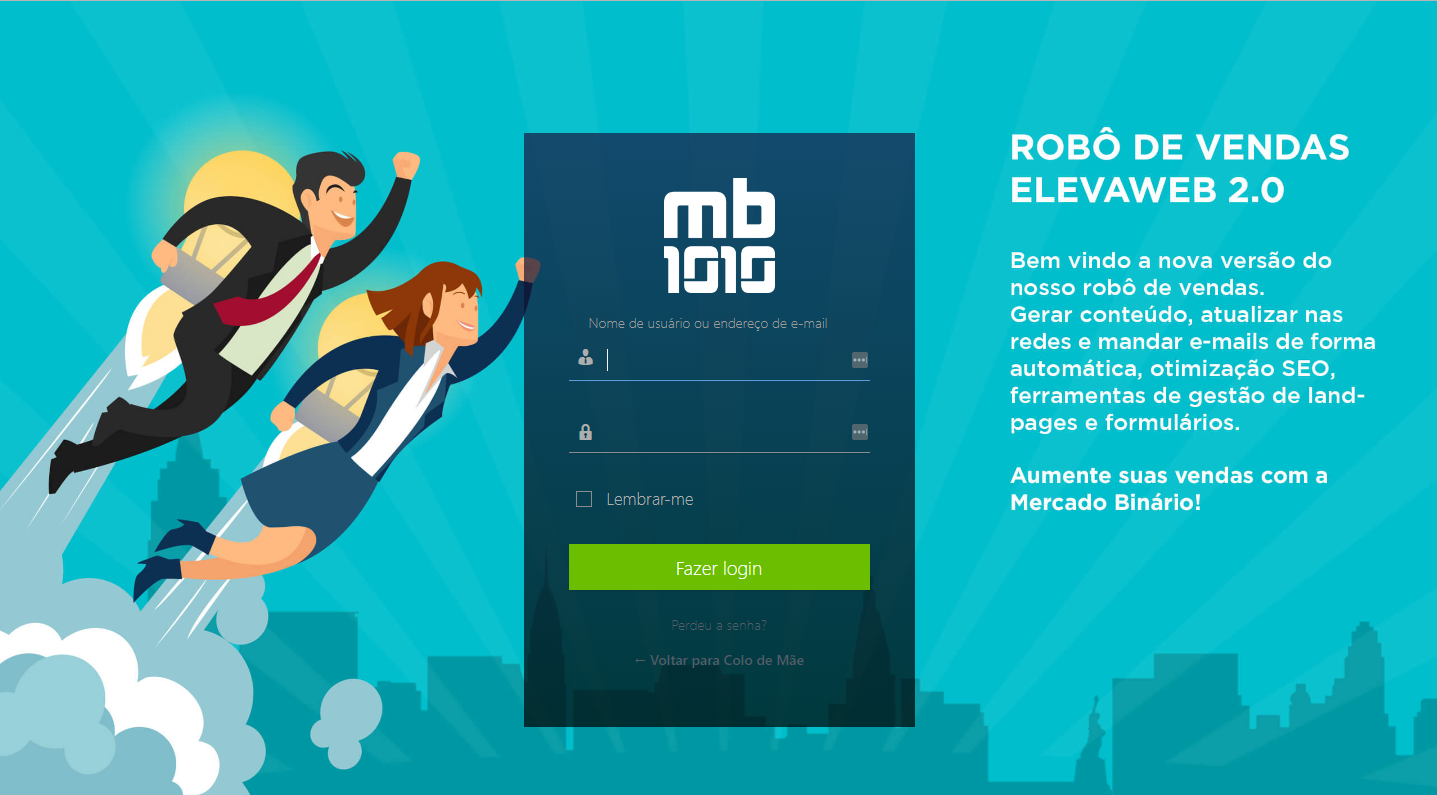 mb
1010
Nome de usuário ou endereço de e-mail
Lembrar-me
Fazer login
Perdeu a senha?
← Voltar para Colo de Mãe
ROBÔ DE VENDAS
ELEVAWEB 2.0
Bem vindo a nova versão do
nosso robô de vendas.
Gerar conteúdo, atualizar nas
redes e mandar e-mails de forma
automática, otimização SEO,
ferramentas de gestão de land-
pages e formulários.
Aumente suas vendas com a
Mercado Binário!